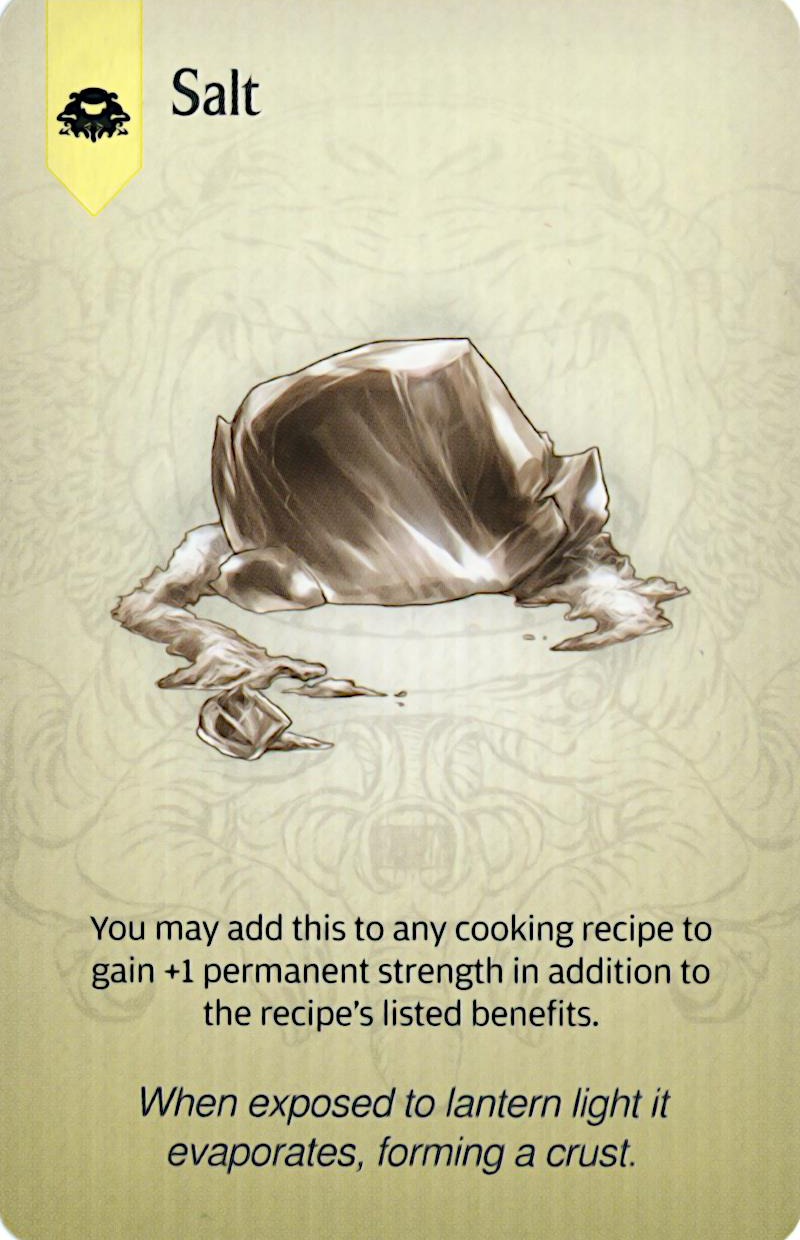 Salt
You may add this to any cooking recipe to
gain +1 permanent strength in addition to
the recipe's listed benefits.
When exposed to lantern light it
evaporates, forming a crust.